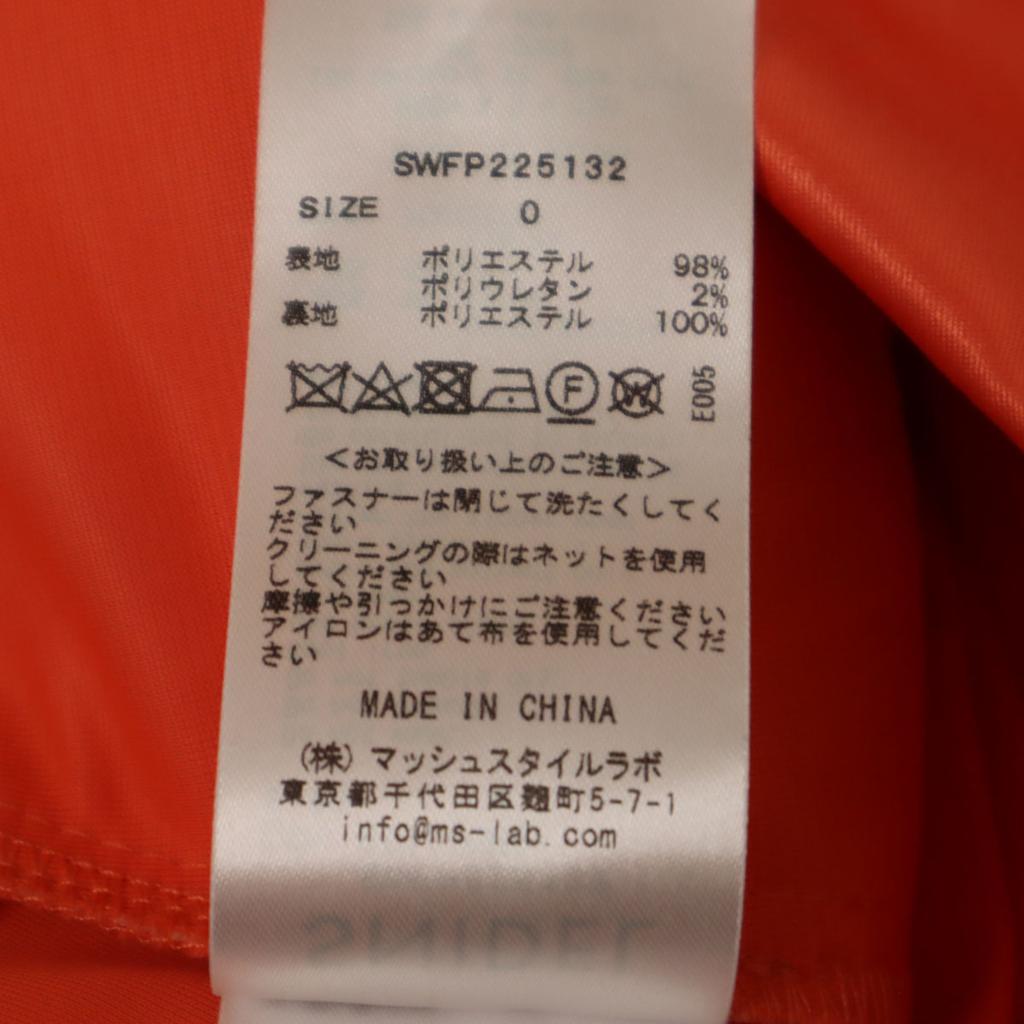 SWFP225132
SIZE 0
表地 ポリエステル 98%
ポリウレタン 2%
裏地 ポリエステル 100%
F W E005
<お取り扱い上のご注意>
ファスナーは閉じて洗たくしてく
ださい
クリーニングの際はネットを使用
してください
摩擦や引っかけにご注意ください
アイロンはあて布を使用してくだ
さい
MADE IN CHINA
(株)マッシュスタイルラボ
東京都千代田区麹町5-7-1
info@ms-lab.com